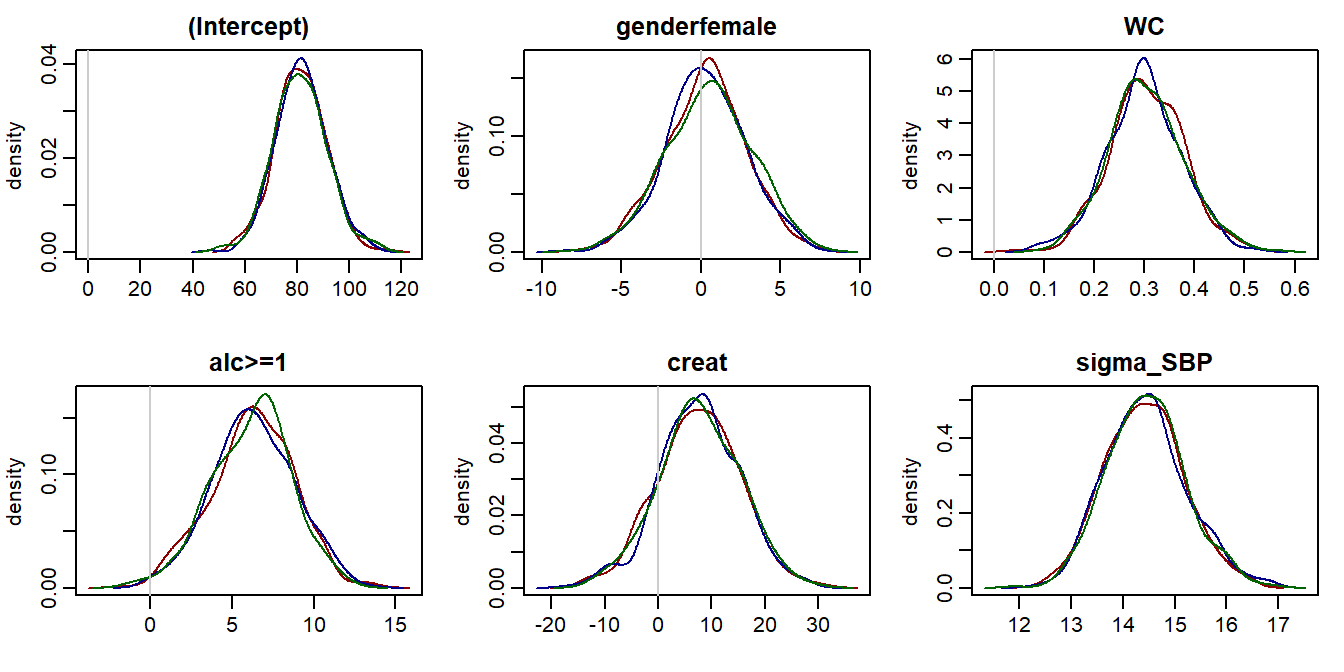 (Intercept)
density
0.00 0.02 0.04
0 20 40 60 80 100 120
genderfemale
density
0.00 0.10
-10 -5 0 5 10
WC
density
0 1 2 3 4 5 6
0.0 0.1 0.2 0.3 0.4 0.5 0.6
alc>=1
density
0.00 0.10
0 5 10 15
creat
density
0.00 0.02 0.04
-20 -10 0 10 20 30
sigma_SBP
density
0.0 0.2 0.4
12 13 14 15 16 17